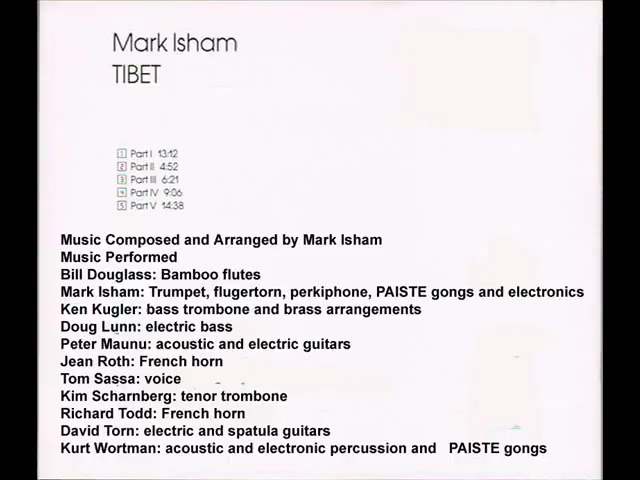 Mark Isham
TIBET
1 Part I 13:12
2 Part II 4:52
3 Part III 6:21
4 Part IV 9:06
5 Part V 14:38
Music Composed and Arranged by Mark Isham
Music Performed
Bill Douglass: Bamboo flutes
Mark Isham: Trumpet, flugertorn, perkiphone, PAISTE gongs and electronics
Ken Kugler: bass trombone and brass arrangements
Doug Lunn: electric bass
Peter Maunu: acoustic and electric guitars
Jean Roth: French horn
Tom Sassa: voice
Kim Scharnberg: tenor trombone
Richard Todd: French horn
David Torn: electric and spatula guitars
Kurt Wortman: acoustic and electronic percussion and PAISTE gongs